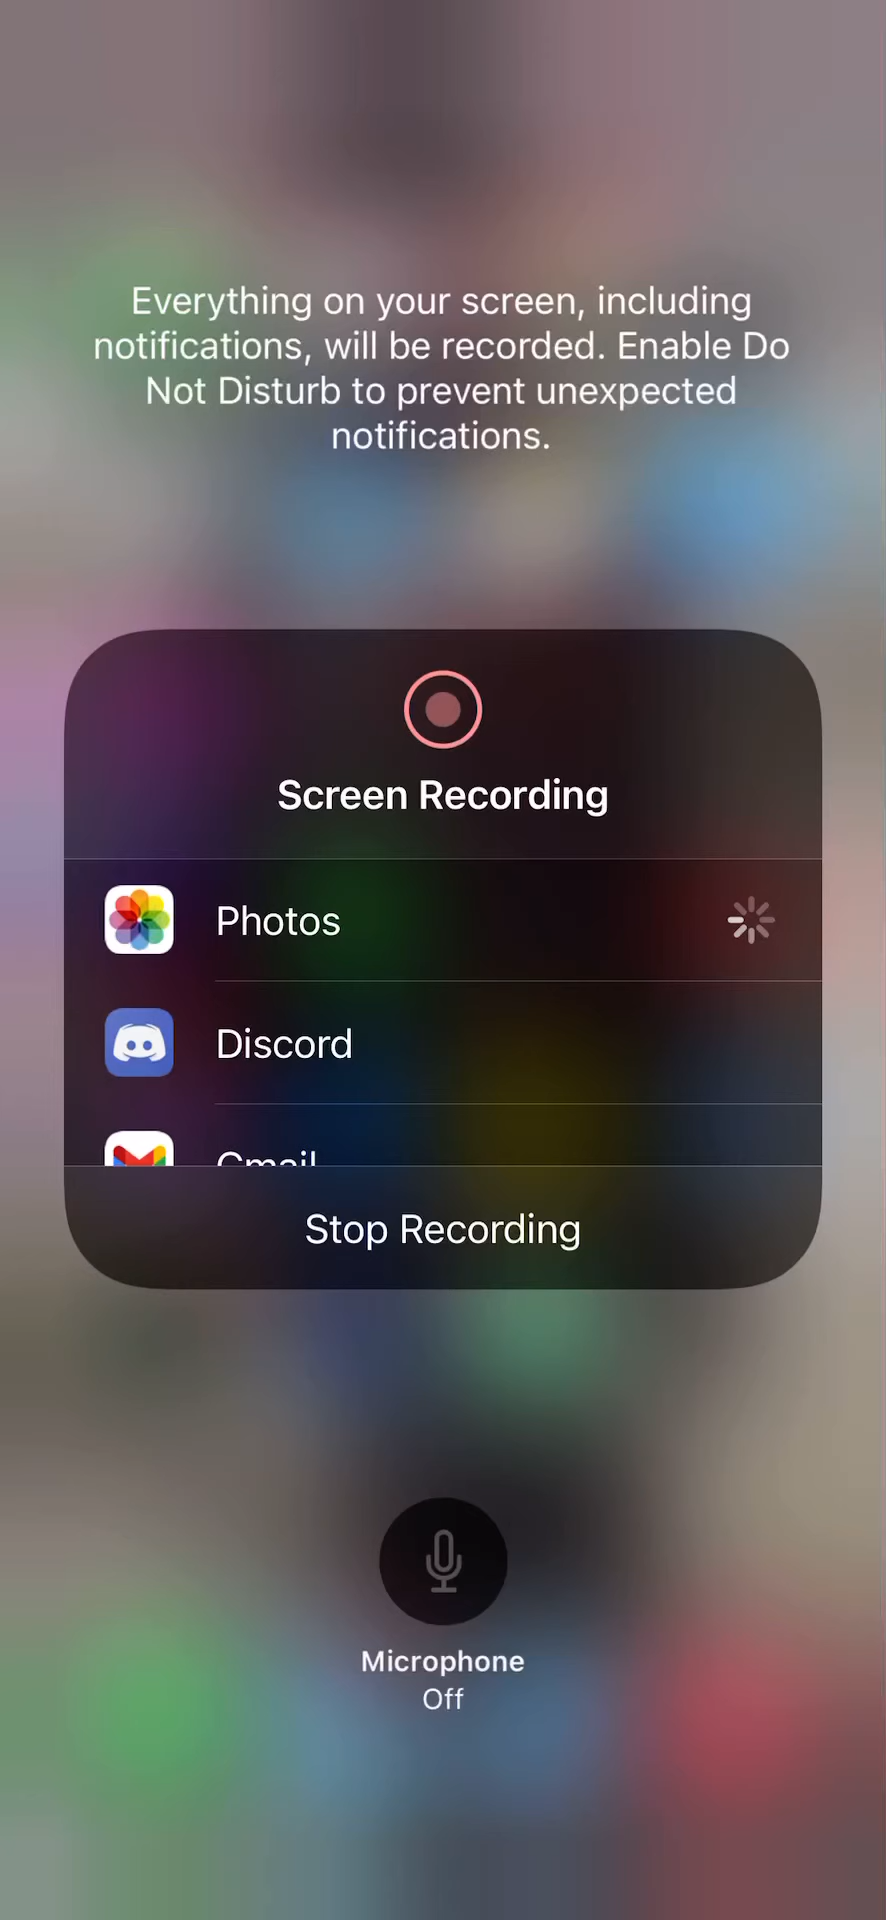 Everything on your screen, including
notifications, will be recorded. Enable Do
Not Disturb to prevent unexpected
notifications.
Screen Recording
Photos
Discord
Gmail
Stop Recording
Microphone
Off